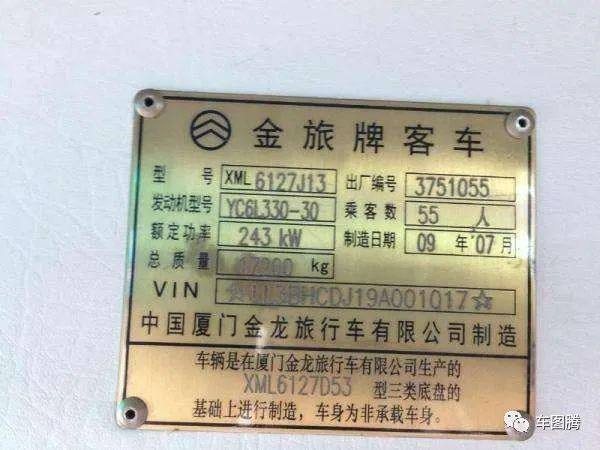 金旅牌客车
型号 XML6127J13 出厂编号 3751055
发动机型号 YC6L330-30 乘客数 55 人
额定功率 243 kW 制造日期 09 年 07 月
总质量 17200 kg
VIN ☆LL3BHCDJ19A001017☆
中国厦门金龙旅行车有限公司制造
车辆是在厦门金龙旅行车有限公司生产的
XML6127D53 型三类底盘的
基础上进行制造，车身为非承载车身。
车图腾